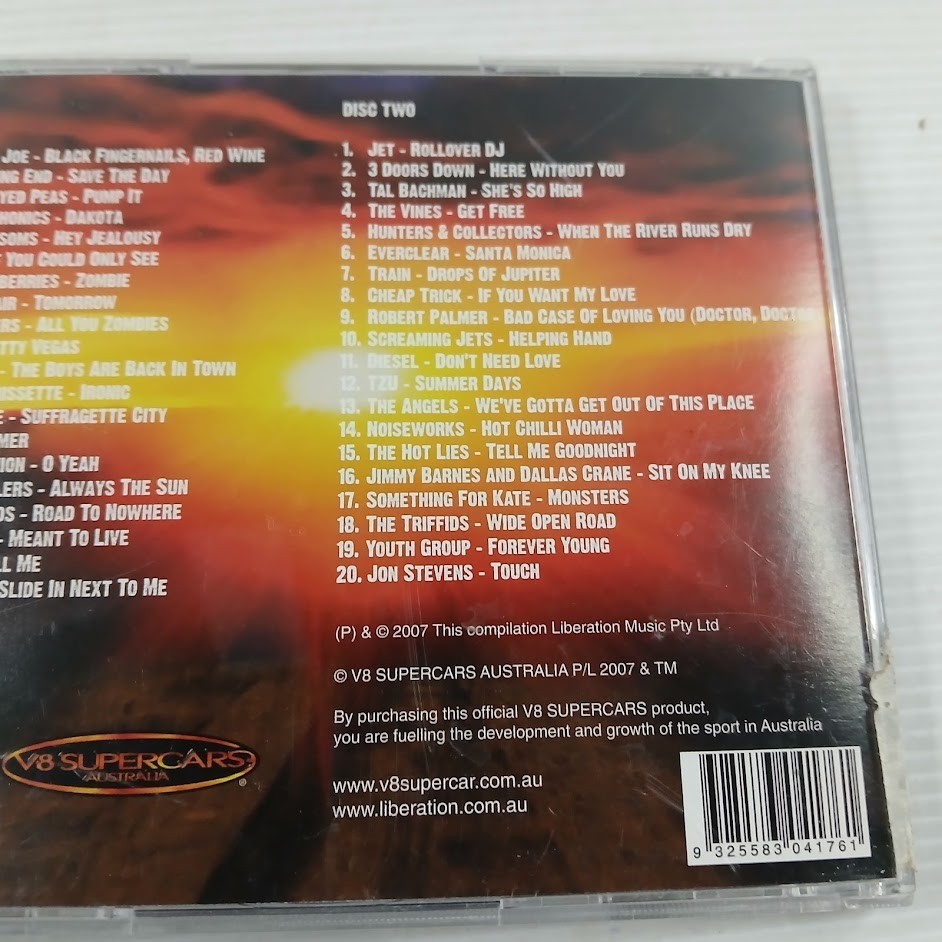 JOE - BLACK FINGERNAILS, RED WINE
NG END - SAVE THE DAY
YED PEAS - PUMP IT
HONICS - DAKOTA
SOMS - HEY JEALOUSY
YOU COULD ONLY SEE
BERRIES - ZOMBIE
AIR - TOMORROW
ERS - ALL YOU ZOMBIES
TTY VEGAS
- THE BOYS ARE BACK IN TOWN
ISSETTE - IRONIC
E - SUFFRAGETTE CITY
MER
ION - O YEAH
LERS - ALWAYS THE SUN
DS - ROAD TO NOWHERE
- MEANT TO LIVE
LL ME
SLIDE IN NEXT TO ME
V8 SUPERCARS
AUSTRALIA
®
DISC TWO
1. JET - ROLLOVER DJ
2. 3 DOORS DOWN - HERE WITHOUT YOU
3. TAL BACHMAN - SHE'S SO HIGH
4. THE VINES - GET FREE
5. HUNTERS & COLLECTORS - WHEN THE RIVER RUNS DRY
6. EVERCLEAR - SANTA MONICA
7. TRAIN - DROPS OF JUPITER
8. CHEAP TRICK - IF YOU WANT MY LOVE
9. ROBERT PALMER - BAD CASE OF LOVING YOU (DOCTOR, DOCTOR
10. SCREAMING JETS - HELPING HAND
11. DIESEL - DON'T NEED LOVE
12. TZU - SUMMER DAYS
13. THE ANGELS - WE'VE GOTTA GET OUT OF THIS PLACE
14. NOISEWORKS - HOT CHILLI WOMAN
15. THE HOT LIES - TELL ME GOODNIGHT
16. JIMMY BARNES AND DALLAS CRANE - SIT ON MY KNEE
17. SOMETHING FOR KATE - MONSTERS
18. THE TRIFFIDS - WIDE OPEN ROAD
19. YOUTH GROUP - FOREVER YOUNG
20. JON STEVENS - TOUCH
(P) & © 2007 This compilation Liberation Music Pty Ltd
© V8 SUPERCARS AUSTRALIA P/L 2007 & TM
By purchasing this official V8 SUPERCARS product,
you are fuelling the development and growth of the sport in Australia
www.v8supercar.com.au
www.liberation.com.au
9 325583 041761